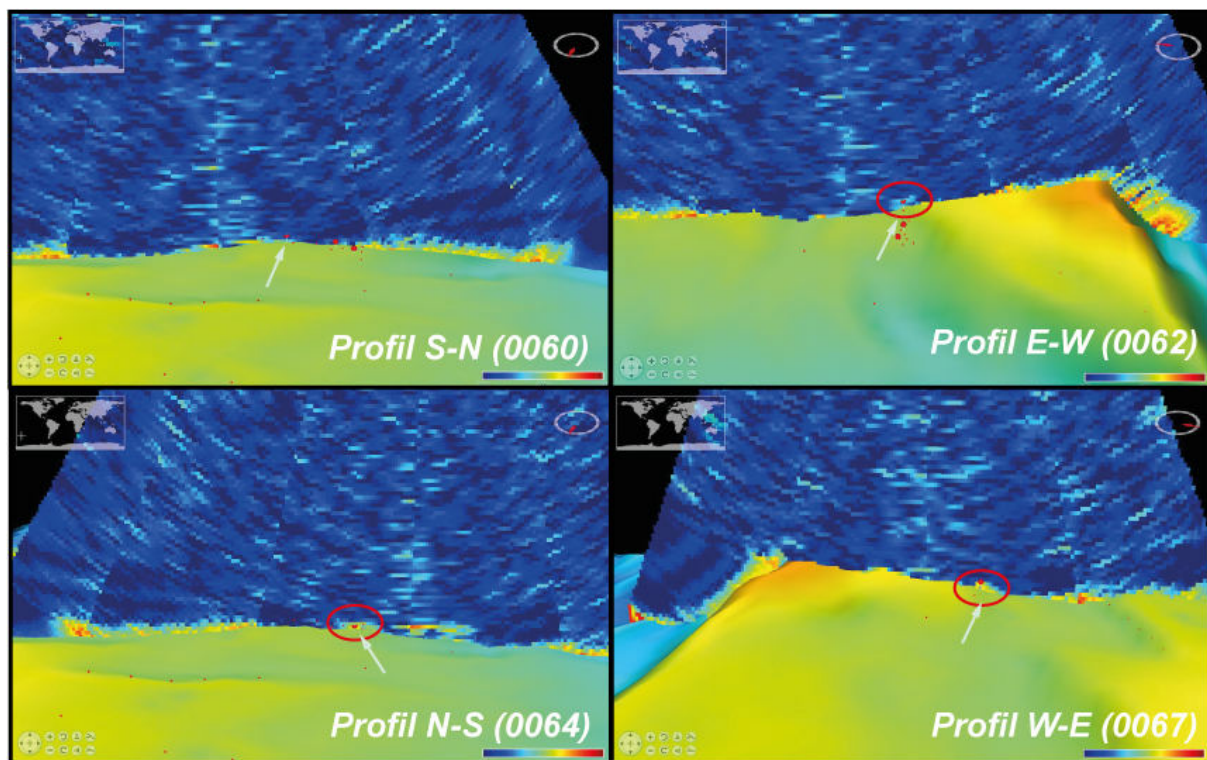 Profil S-N (0060)
Profil E-W (0062)
Profil N-S (0064)
Profil W-E (0067)